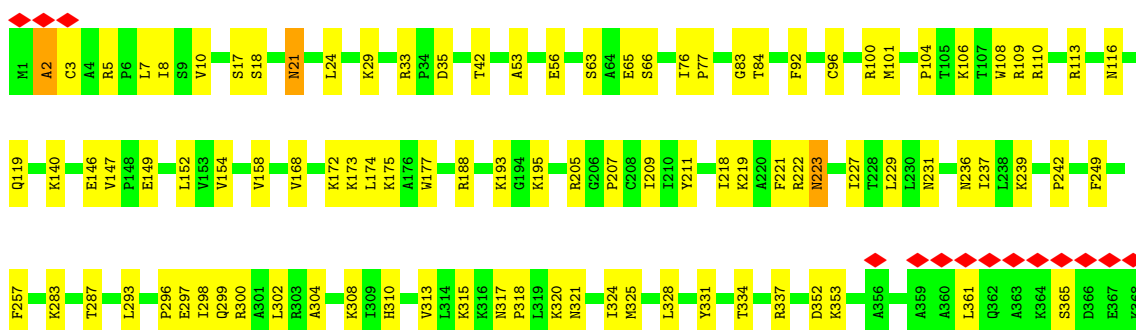 M1 A2 C3 A4 R5 P6 L7 I8 S9 V10 S17 S18 N21 L24 K29 R33 P34 D35 T42 A53 E56 S63 A64 E65 S66 I76 P77 G83 T84 F92 C96 R100 M101 P104 T105 K106 T107 W108 R109 R110 R113 N116
Q119 K140 E146 V147 P148 E149 L152 V153 V154 V158 V168 K172 K173 L174 K175 A176 W177 R188 K193 G194 K195 R205 G206 P207 C208 I209 I210 Y211 I218 K219 A220 F221 R222 N223 I227 T228 L229 L230 N231 N236 I237 L238 K239 P242 F249
F257 K283 T287 L293 P296 E297 I298 Q299 R300 A301 L302 R303 A304 K308 I309 H310 V313 L314 K315 K316 N317 P318 L319 K320 N321 I324 M325 L328 Y331 T334 R337 D352 K353 A356 A359 A360 L361 Q362 A363 K364 S365 D366 E367 K368